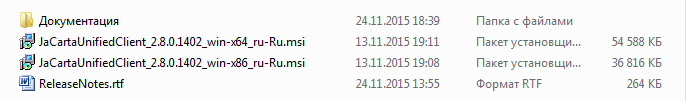 Документация 24.11.2015 18:39 Папка с файлами
JaCartaUnifiedClient_2.8.0.1402_win-x64_ru-Ru.msi 13.11.2015 19:11 Пакет установщи... 54 588 КБ
JaCartaUnifiedClient_2.8.0.1402_win-x86_ru-Ru.msi 13.11.2015 19:08 Пакет установщи... 36 816 КБ
ReleaseNotes.rtf 24.11.2015 13:55 Формат RTF 264 КБ